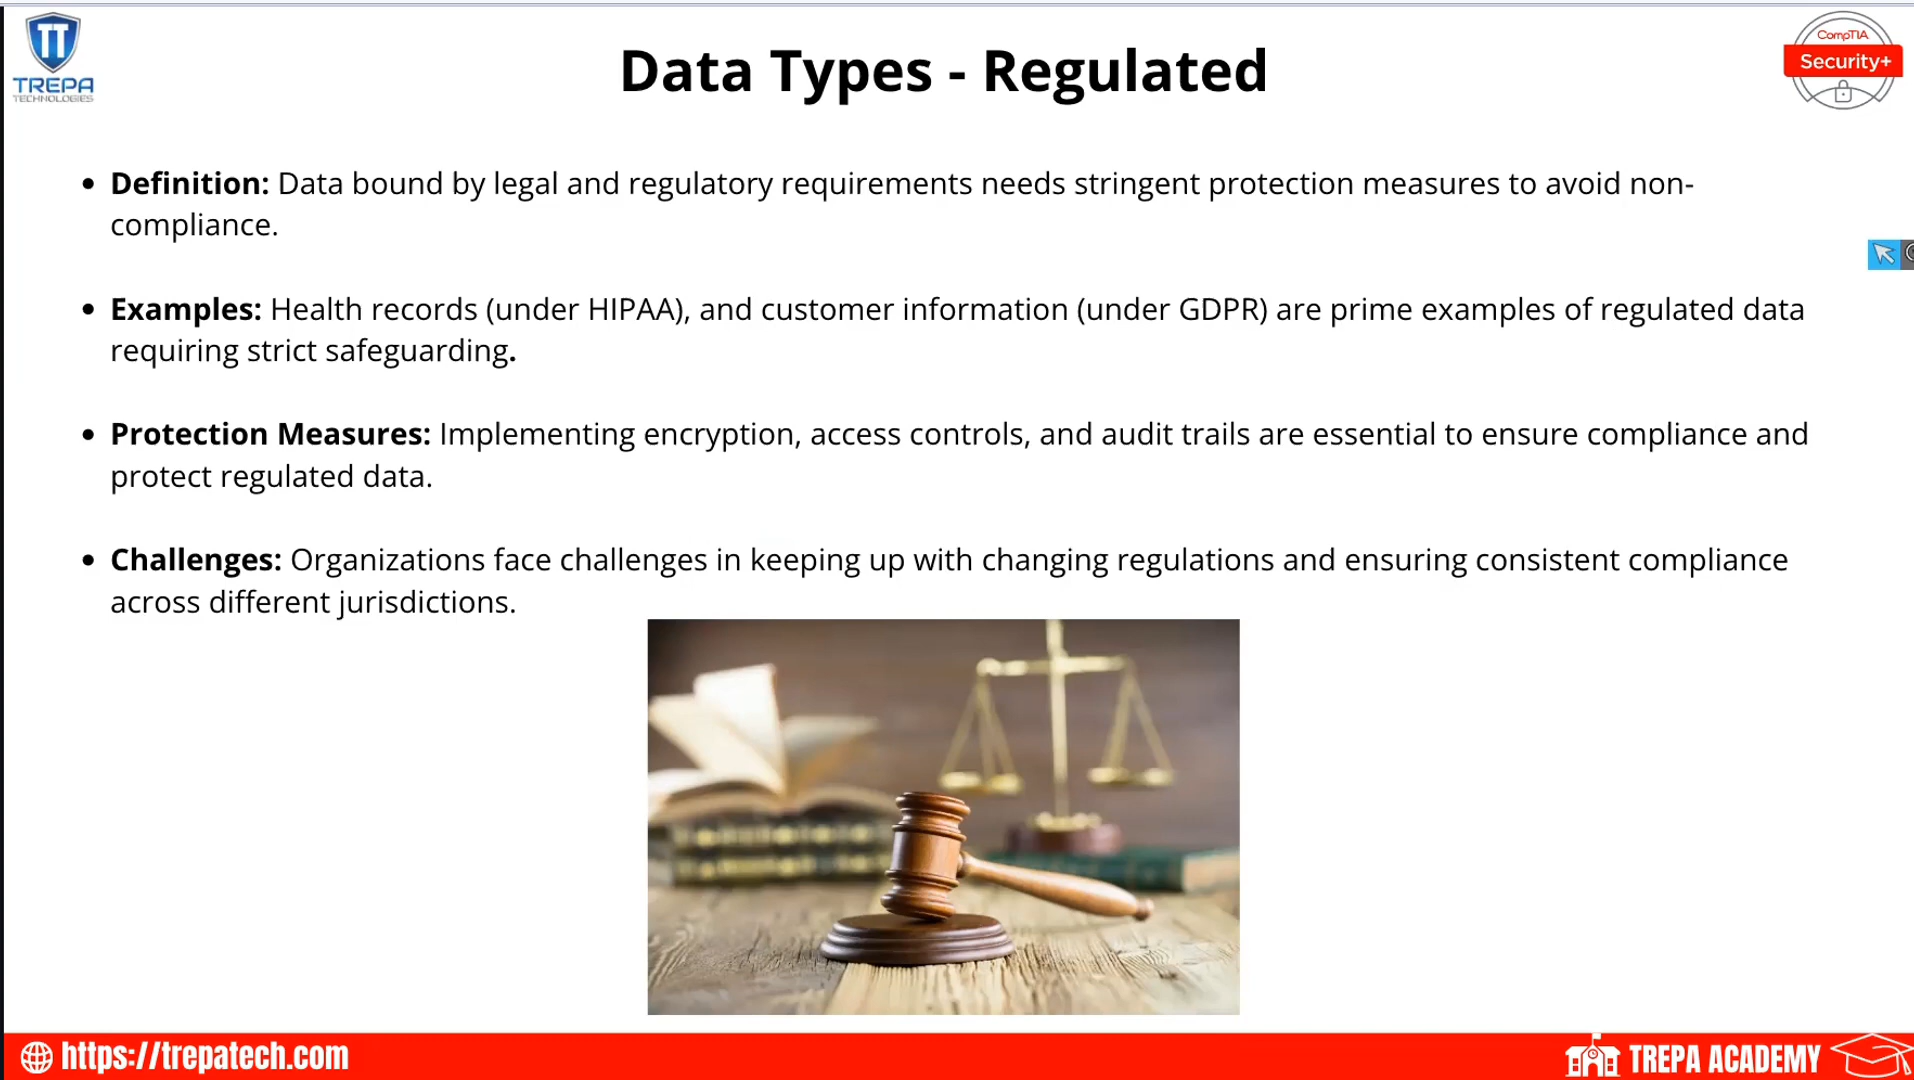 TT
TREPA
TECHNOLOGIES
Data Types - Regulated
CompTIA
Security+
• Definition: Data bound by legal and regulatory requirements needs stringent protection measures to avoid non-
compliance.
• Examples: Health records (under HIPAA), and customer information (under GDPR) are prime examples of regulated data
requiring strict safeguarding.
• Protection Measures: Implementing encryption, access controls, and audit trails are essential to ensure compliance and
protect regulated data.
• Challenges: Organizations face challenges in keeping up with changing regulations and ensuring consistent compliance
across different jurisdictions.
https://trepatech.com
TREPA ACADEMY